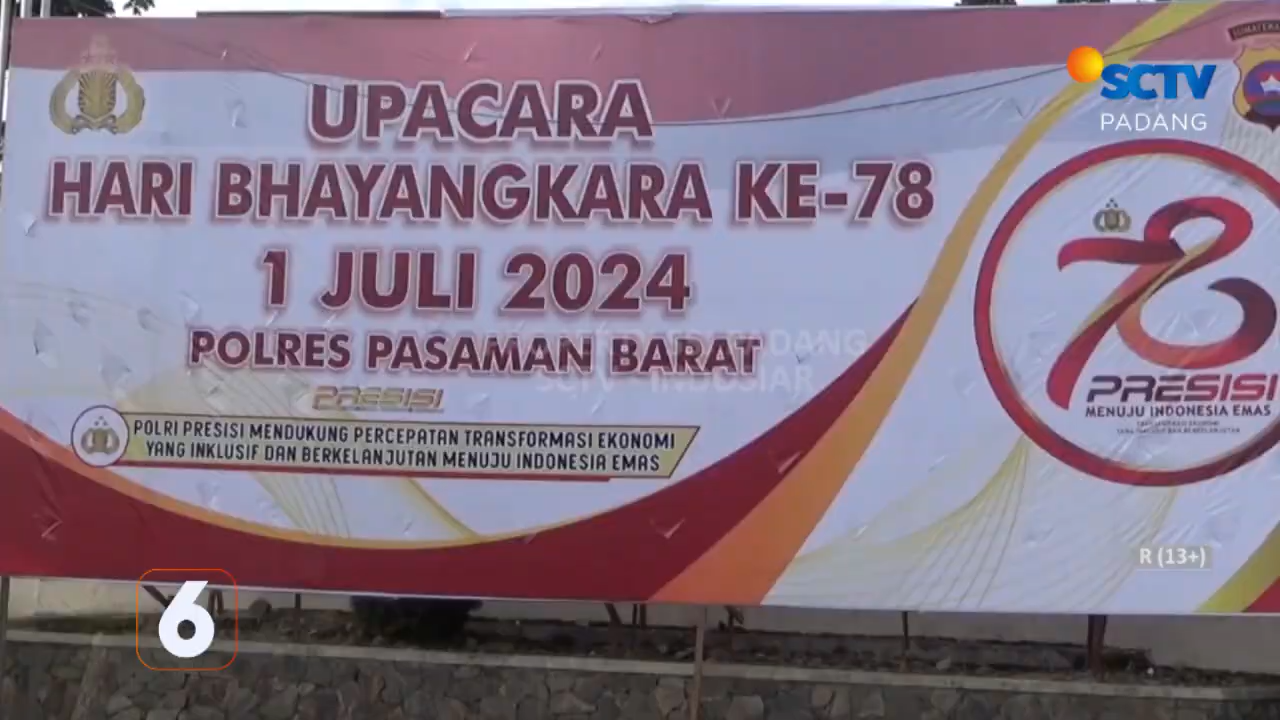 SCTV
PADANG
UPACARA
HARI BHAYANGKARA KE-78
1 JULI 2024
POLRES PASAMAN BARAT
PRESISI
POLRI PRESISI MENDUKUNG PERCEPATAN TRANSFORMASI EKONOMI
YANG INKLUSIF DAN BERKELANJUTAN MENUJU INDONESIA EMAS
78
PRESISI
MENUJU INDONESIA EMAS
R (13+)
6